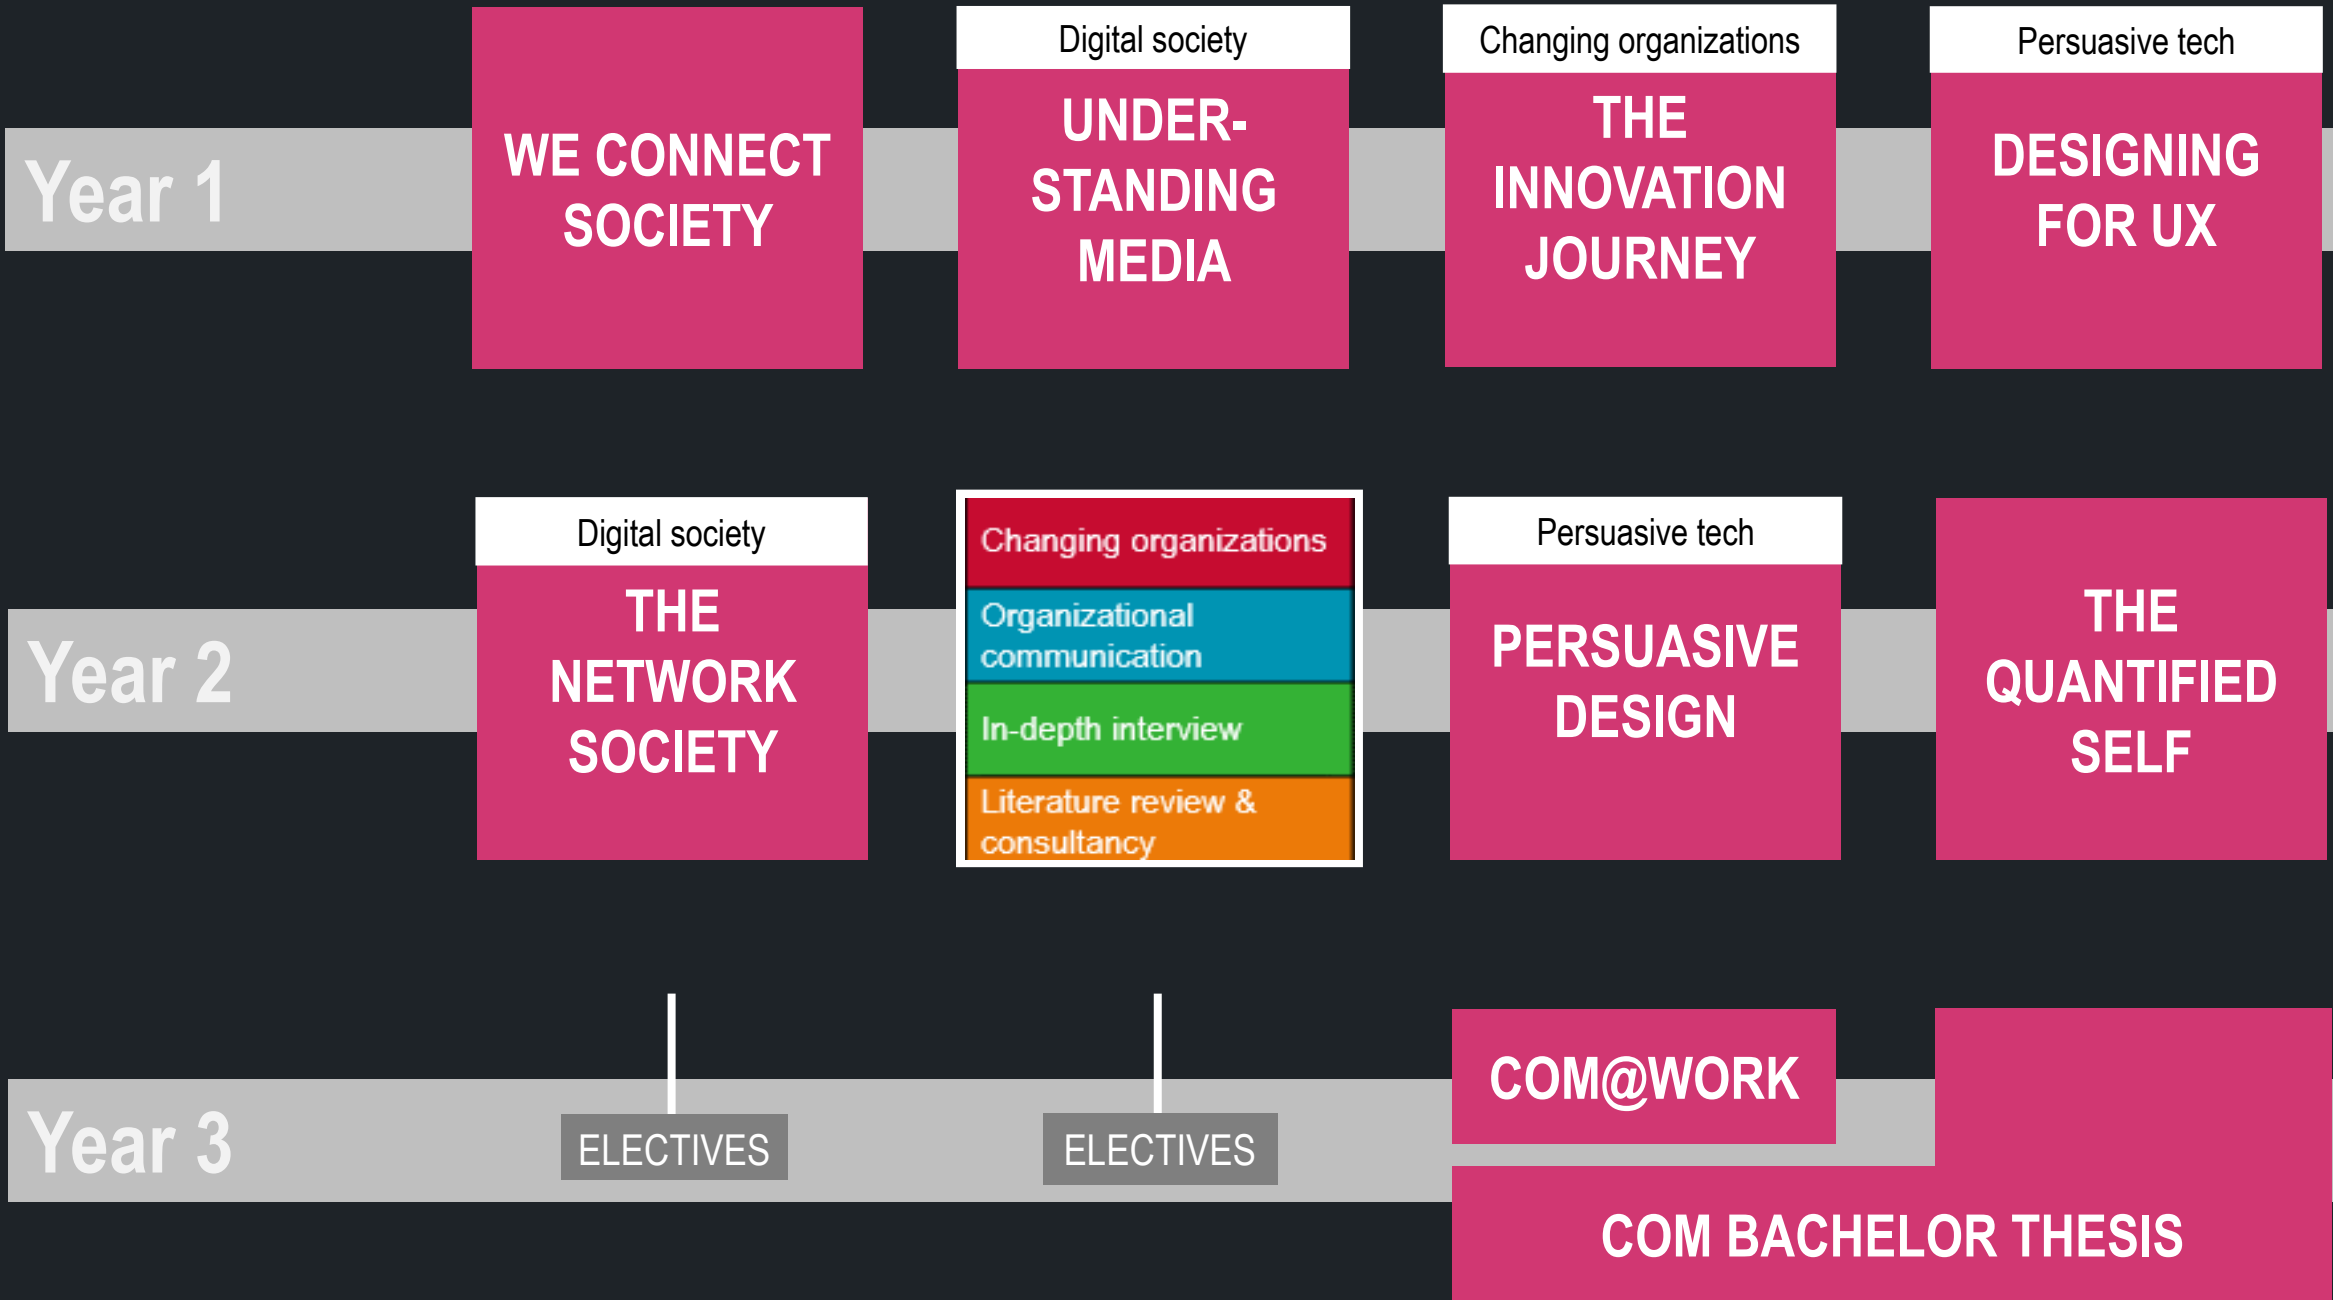 Year 1
WE CONNECT
SOCIETY
Digital society
UNDER-
STANDING
MEDIA
Changing organizations
THE
INNOVATION
JOURNEY
Persuasive tech
DESIGNING
FOR UX
Year 2
Digital society
THE
NETWORK
SOCIETY
Changing organizations
Organizational
communication
In-depth interview
Literature review &
consultancy
Persuasive tech
PERSUASIVE
DESIGN
THE
QUANTIFIED
SELF
Year 3
ELECTIVES
ELECTIVES
COM@WORK
COM BACHELOR THESIS